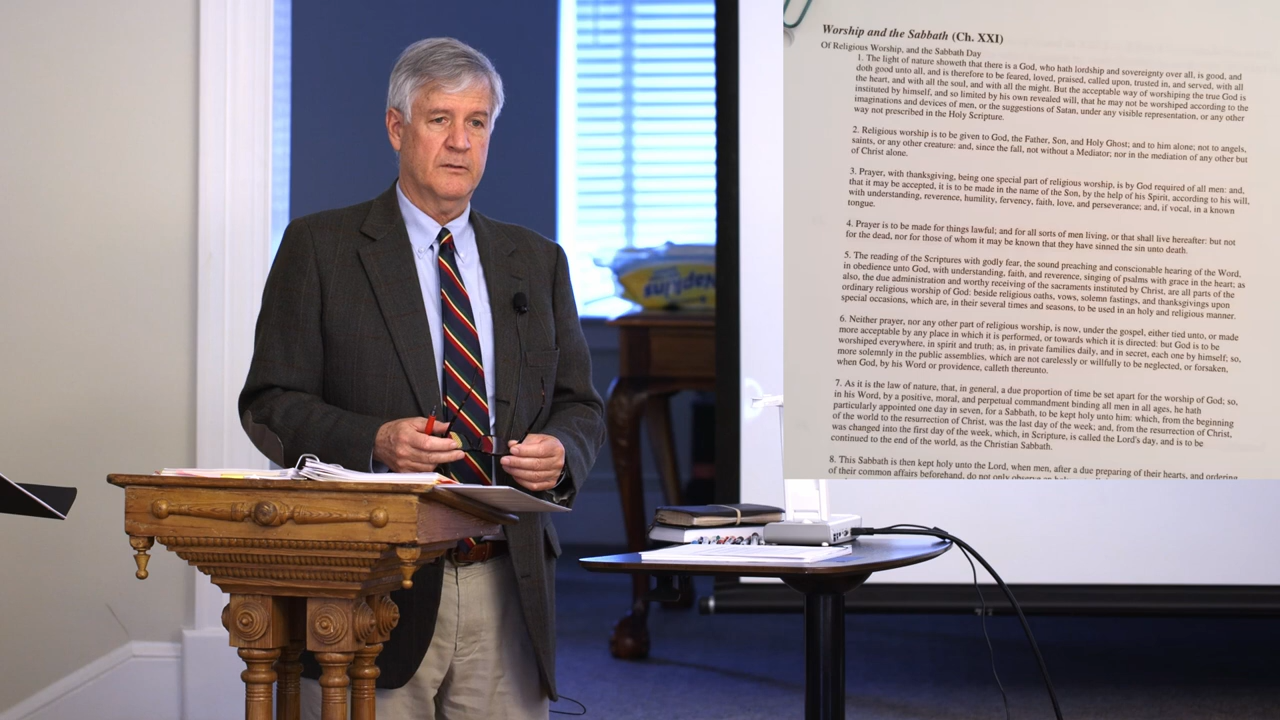 Worship and the Sabbath (Ch. XXI)
Of Religious Worship, and the Sabbath Day
1. The light of nature showeth that there is a God, who hath lordship and sovereignty over all, is good, and
doth good unto all, and is therefore to be feared, loved, praised, called upon, trusted in, and served, with all
the heart, and with all the soul, and with all the might. But the acceptable way of worshiping the true God is
instituted by himself, and so limited by his own revealed will, that he may not be worshiped according to the
imaginations and devices of men, or the suggestions of Satan, under any visible representation, or any other
way not prescribed in the Holy Scripture.
2. Religious worship is to be given to God, the Father, Son, and Holy Ghost; and to him alone; not to angels,
saints, or any other creature: and, since the fall, not without a Mediator; nor in the mediation of any other but
of Christ alone.
3. Prayer, with thanksgiving, being one special part of religious worship, is by God required of all men: and,
that it may be accepted, it is to be made in the name of the Son, by the help of his Spirit, according to his will,
with understanding, reverence, humility, fervency, faith, love, and perseverance; and, if vocal, in a known
tongue.
4. Prayer is to be made for things lawful; and for all sorts of men living, or that shall live hereafter: but not
for the dead, nor for those of whom it may be known that they have sinned the sin unto death.
5. The reading of the Scriptures with godly fear, the sound preaching and conscionable hearing of the Word,
in obedience unto God, with understanding, faith, and reverence, singing of psalms with grace in the heart; as
also, the due administration and worthy receiving of the sacraments instituted by Christ, are all parts of the
ordinary religious worship of God: beside religious oaths, vows, solemn fastings, and thanksgivings upon
special occasions, which are, in their several times and seasons, to be used in an holy and religious manner.
6. Neither prayer, nor any other part of religious worship, is now, under the gospel, either tied unto, or made
more acceptable by any place in which it is performed, or towards which it is directed: but God is to be
worshiped everywhere, in spirit and truth; as, in private families daily, and in secret, each one by himself; so,
more solemnly in the public assemblies, which are not carelessly or willfully to be neglected, or forsaken,
when God, by his Word or providence, calleth thereunto.
7. As it is the law of nature, that, in general, a due proportion of time be set apart for the worship of God; so,
in his Word, by a positive, moral, and perpetual commandment binding all men in all ages, he hath
particularly appointed one day in seven, for a Sabbath, to be kept holy unto him: which, from the beginning
of the world to the resurrection of Christ, was the last day of the week; and, from the resurrection of Christ,
was changed into the first day of the week, which, in Scripture, is called the Lord's day, and is to be
continued to the end of the world, as the Christian Sabbath.
8. This Sabbath is then kept holy unto the Lord, when men, after a due preparing of their hearts, and ordering
of their common affairs beforehand, do not only observe an
Napkins